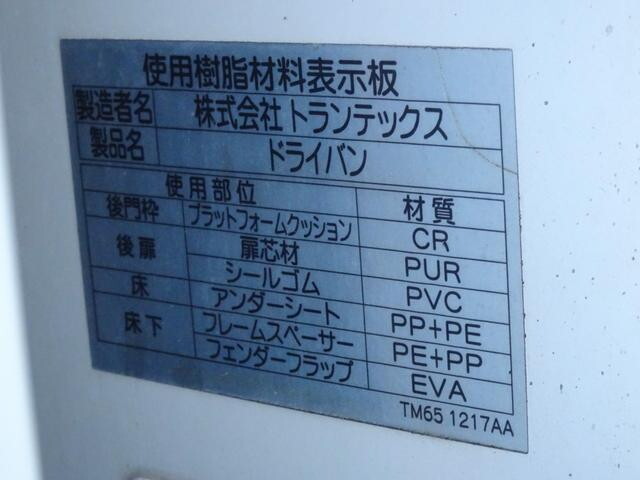 使用樹脂材料表示板
製造者名 株式会社トランテックス
製品名 ドライバン
使用部位 材質
後門枠 プラットフォームクッション CR
後扉 扉芯材 PUR
シールゴム PVC
床 アンダーシート PP+PE
床下 フレームスペーサー PE+PP
フェンダーフラップ EVA
TM65 1217AA